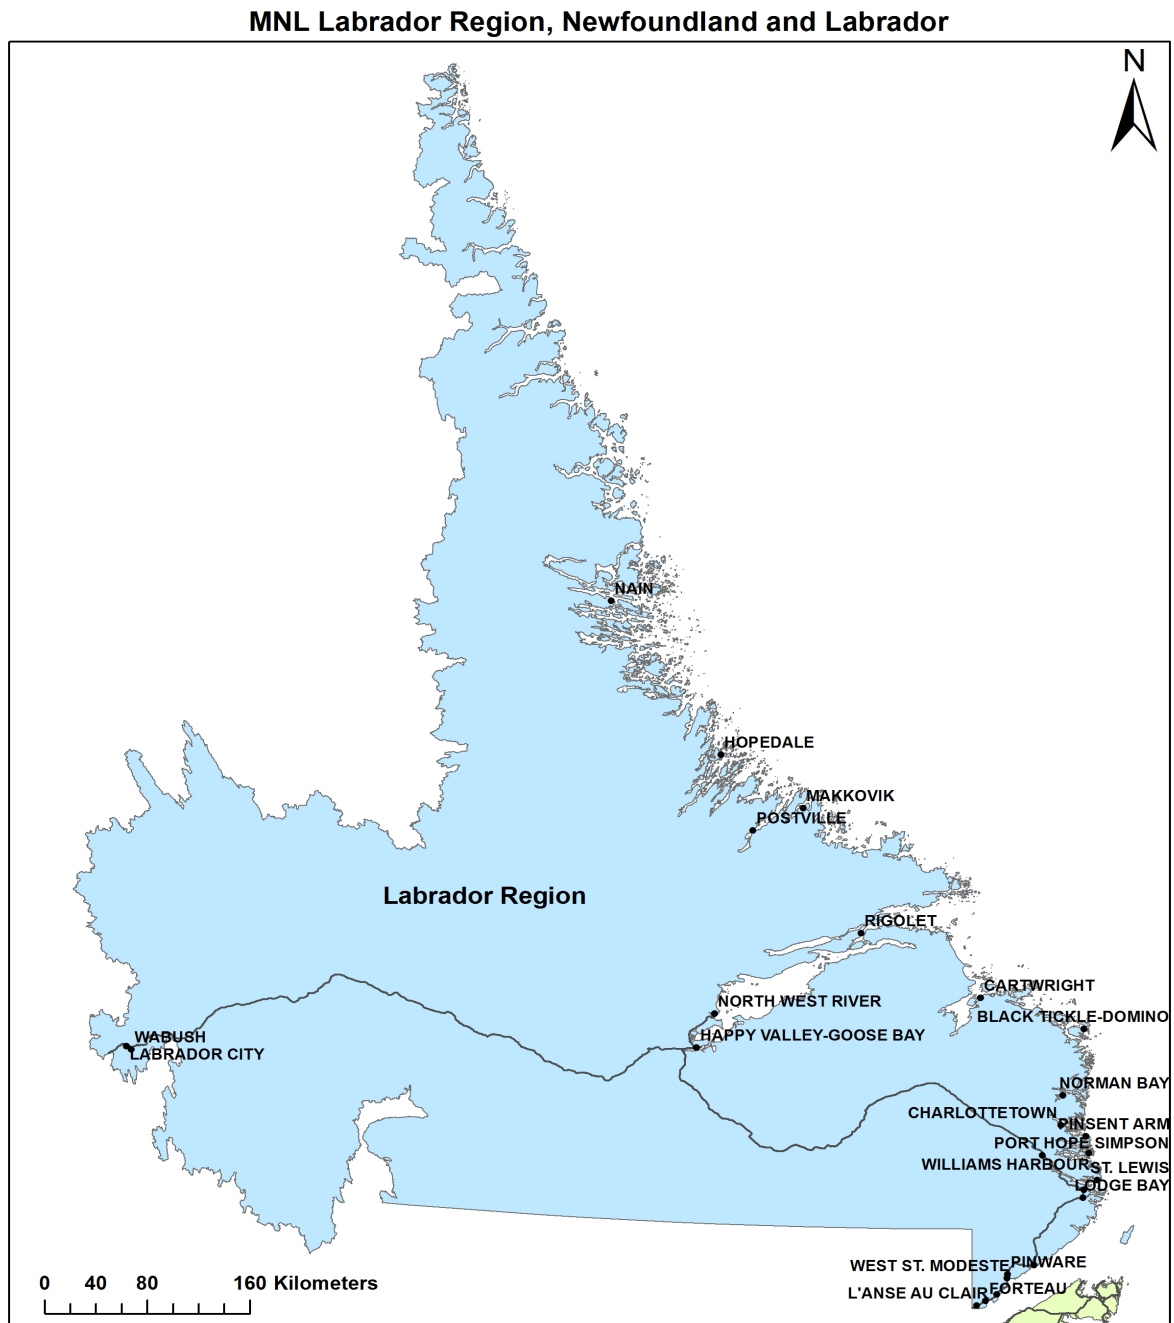 MNL Labrador Region, Newfoundland and Labrador
N
NAIN
HOPEDALE
MAKKOVIK
POSTVILLE
Labrador Region
RIGOLET
CARTWRIGHT
NORTH WEST RIVER
BLACK TICKLE-DOMINO
HAPPY VALLEY-GOOSE BAY
WABUSH
LABRADOR CITY
NORMAN BAY
CHARLOTTETOWN
PINSENT ARM
PORT HOPE SIMPSON
WILLIAMS HARBOUR
ST. LEWIS
LODGE BAY
WEST ST. MODESTE
PINWARE
L'ANSE AU CLAIR
FORTEAU
0 40 80 160 Kilometers